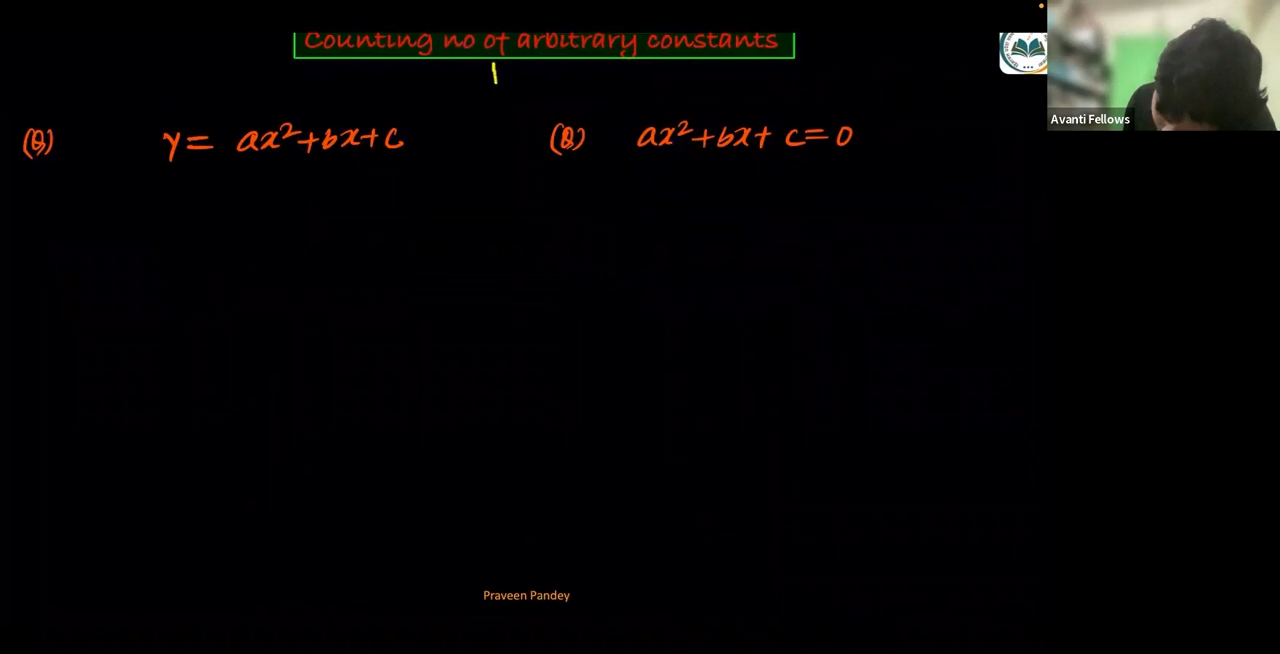 Counting no of arbitrary constants
(Q) y = ax²+bx+c
(Q) ax²+bx+c=0
Avanti Fellows
Praveen Pandey